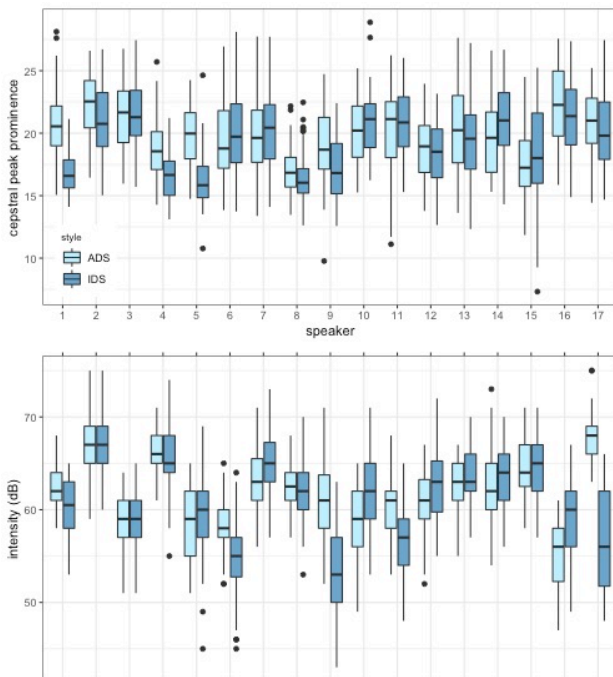 cepstral peak prominence
25
20
15
10
style
ADS
IDS
1 2 3 4 5 6 7 8 9 10 11 12 13 14 15 16 17
speaker
intensity (dB)
70
60
50